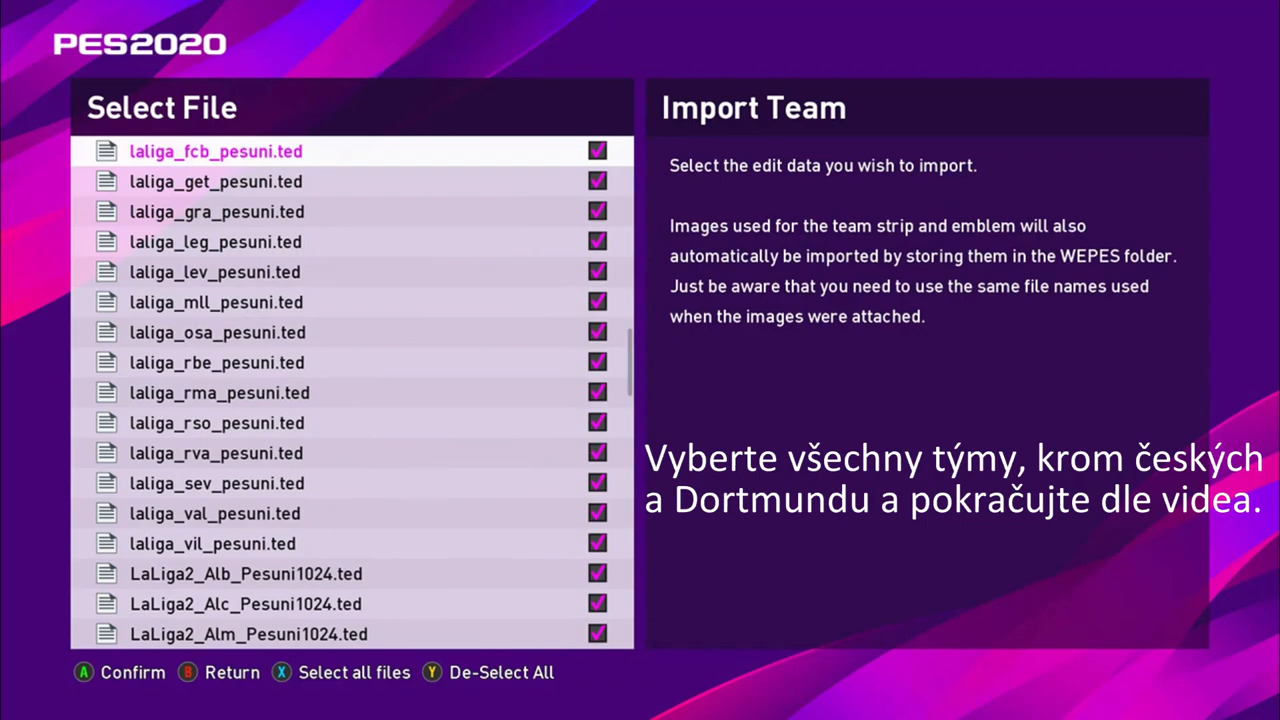 PES2020
Select File
laliga_fcb_pesuni.ted
laliga_get_pesuni.ted
laliga_gra_pesuni.ted
laliga_leg_pesuni.ted
laliga_lev_pesuni.ted
laliga_mll_pesuni.ted
laliga_osa_pesuni.ted
laliga_rbe_pesuni.ted
laliga_rma_pesuni.ted
laliga_rso_pesuni.ted
laliga_rva_pesuni.ted
laliga_sev_pesuni.ted
laliga_val_pesuni.ted
laliga_vil_pesuni.ted
LaLiga2_Alb_Pesuni1024.ted
LaLiga2_Alc_Pesuni1024.ted
LaLiga2_Alm_Pesuni1024.ted
Import Team
Select the edit data you wish to import.
Images used for the team strip and emblem will also
automatically be imported by storing them in the WEPES folder.
Just be aware that you need to use the same file names used
when the images were attached.
Vyberte všechny týmy, krom českých
a Dortmundu a pokračujte dle videa.
A Confirm B Return X Select all files Y De-Select All